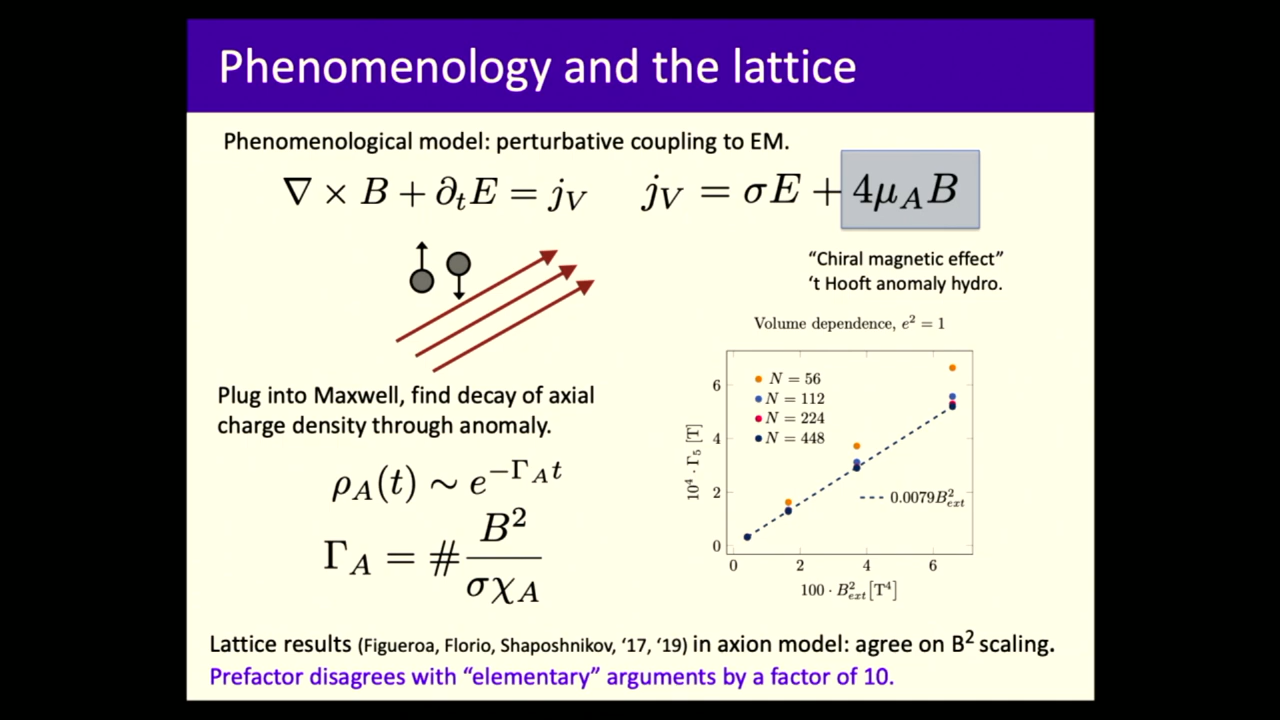 Phenomenology and the lattice
Phenomenological model: perturbative coupling to EM.
∇ × B + ∂ₜE = j_V    j_V = σE + 4μ_A B
“Chiral magnetic effect”
‘t Hooft anomaly hydro.
Plug into Maxwell, find decay of axial
charge density through anomaly.
ρ_A(t) ∼ e^{−Γ_A t}
Γ_A = # B² / σχ_A
Volume dependence, e² = 1
N = 56
N = 112
N = 224
N = 448
0.0079B²_ext
10⁴ · Γ₅ [T]
6
4
2
0
0 2 4 6
100 · B²_ext [T⁴]
Lattice results (Figueroa, Florio, Shaposhnikov, ‘17, ‘19) in axion model: agree on B² scaling.
Prefactor disagrees with “elementary” arguments by a factor of 10.